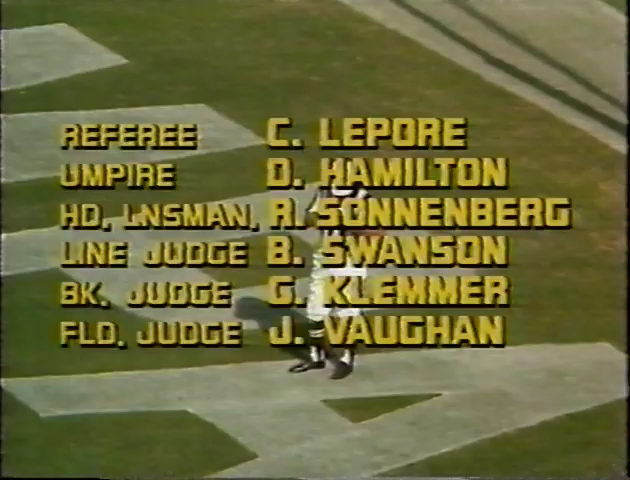 REFEREE C. LEPORE
UMPIRE D. HAMILTON
HD, LNSMAN, R. SONNENBERG
LINE JUDGE B. SWANSON
BK, JUDGE G. KLEMMER
FLD, JUDGE J. VAUGHAN